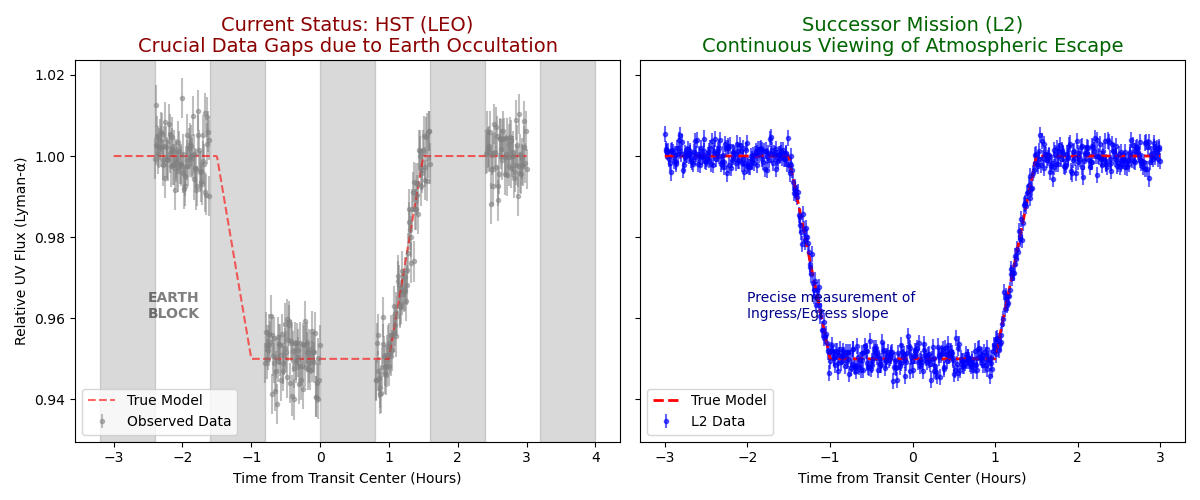 Current Status: HST (LEO)
Crucial Data Gaps due to Earth Occultation
Relative UV Flux (Lyman-α)
1.02
1.00
0.98
0.96
0.94
EARTH
BLOCK
True Model
Observed Data
−3
−2
−1
0
1
2
3
4
Time from Transit Center (Hours)
Successor Mission (L2)
Continuous Viewing of Atmospheric Escape
Precise measurement of
Ingress/Egress slope
True Model
L2 Data
−3
−2
−1
0
1
2
3
Time from Transit Center (Hours)